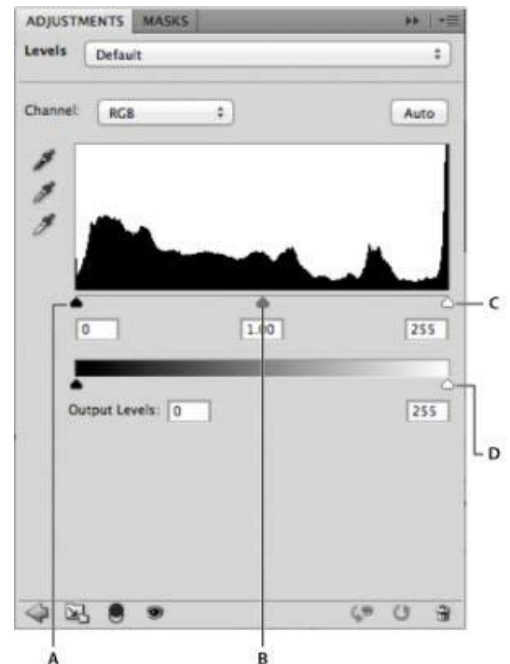 ADJUSTMENTS MASKS
Levels Default
Channel: RGB Auto
C
0 1.00 255
Output Levels: 0 255
D
A B